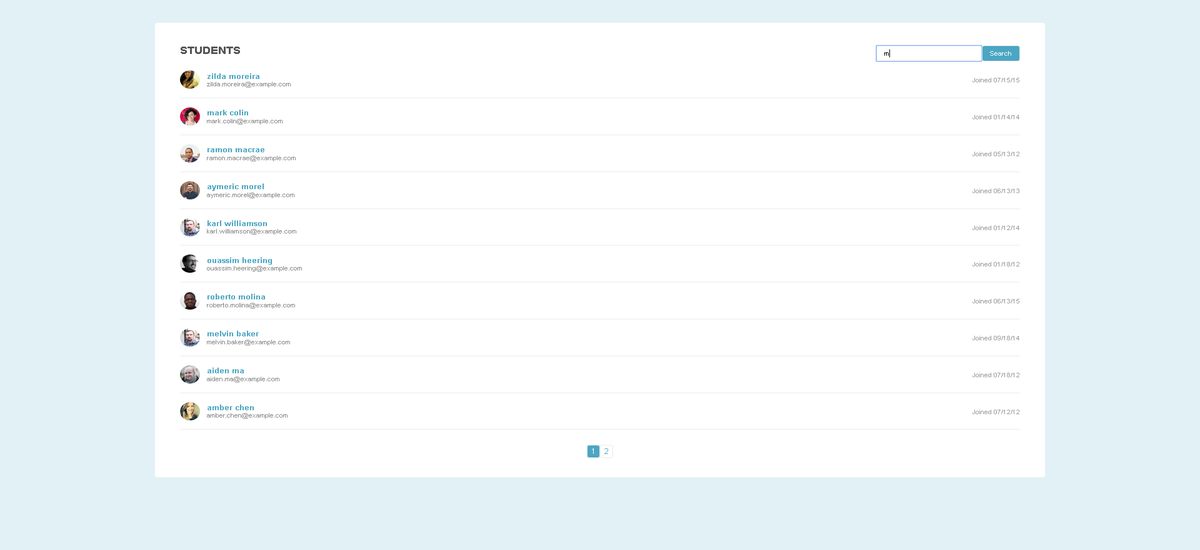 STUDENTS
m
Search
zilda moreira
zilda.moreira@example.com
Joined 07/15/15
mark colin
mark.colin@example.com
Joined 01/14/14
ramon macrae
ramon.macrae@example.com
Joined 05/13/12
aymeric morel
aymeric.morel@example.com
Joined 06/13/13
karl williamson
karl.williamson@example.com
Joined 01/12/14
ouassim heering
ouassim.heering@example.com
Joined 01/18/12
roberto molina
roberto.molina@example.com
Joined 06/13/15
melvin baker
melvin.baker@example.com
Joined 09/18/14
aiden ma
aiden.ma@example.com
Joined 07/18/12
amber chen
amber.chen@example.com
Joined 07/12/12
1 2